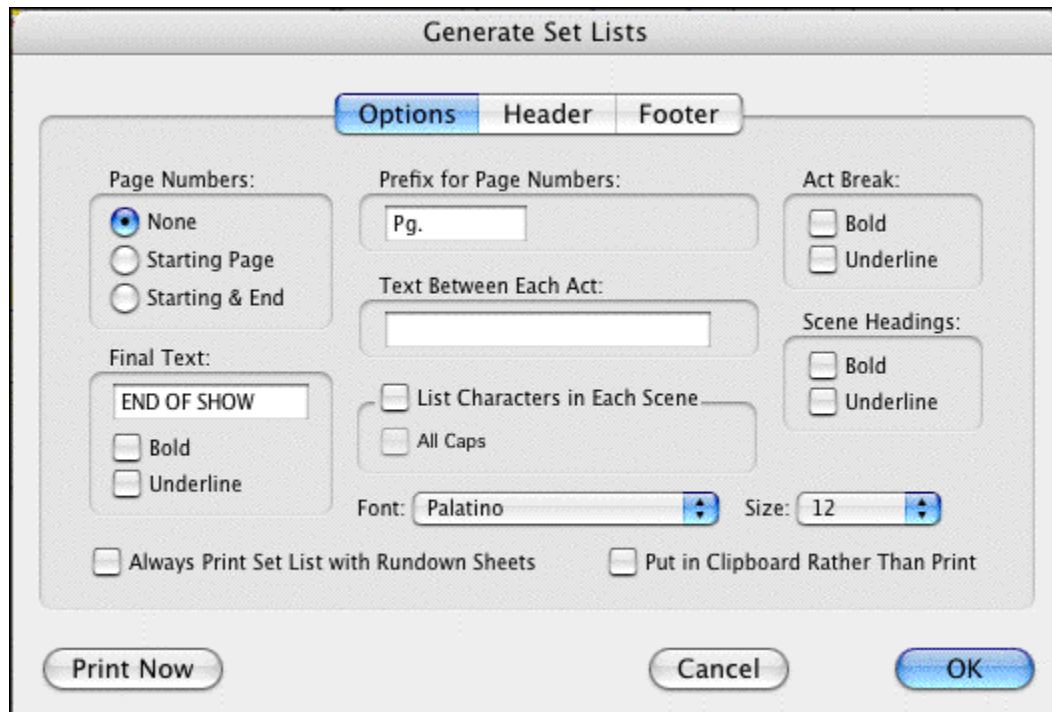 Generate Set Lists
Options Header Footer
Page Numbers:
None
Starting Page
Starting & End
Prefix for Page Numbers:
Pg.
Text Between Each Act:
Act Break:
Bold
Underline
Scene Headings:
Bold
Underline
Final Text:
END OF SHOW
Bold
Underline
List Characters in Each Scene
All Caps
Font: Palatino
Size: 12
Always Print Set List with Rundown Sheets
Put in Clipboard Rather Than Print
Print Now
Cancel
OK